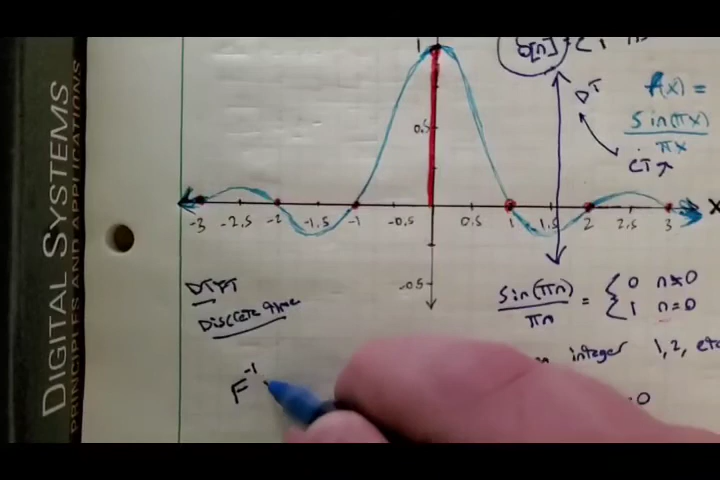 DIGITAL SYSTEMS
PRINCIPLES AND APPLICATIONS
1
δ[n] =
DT
f(x) =
sin(πx)
πx
CT
0.5
-3 -2.5 -2 -1.5 -1 -0.5 0.5 1 1.5 2 2.5 3 x
-0.5
DTFT
Discrete time
sin(πn)
πn
= { 0 n≠0
1 n=0
integer 1, 2, etc
F⁻¹